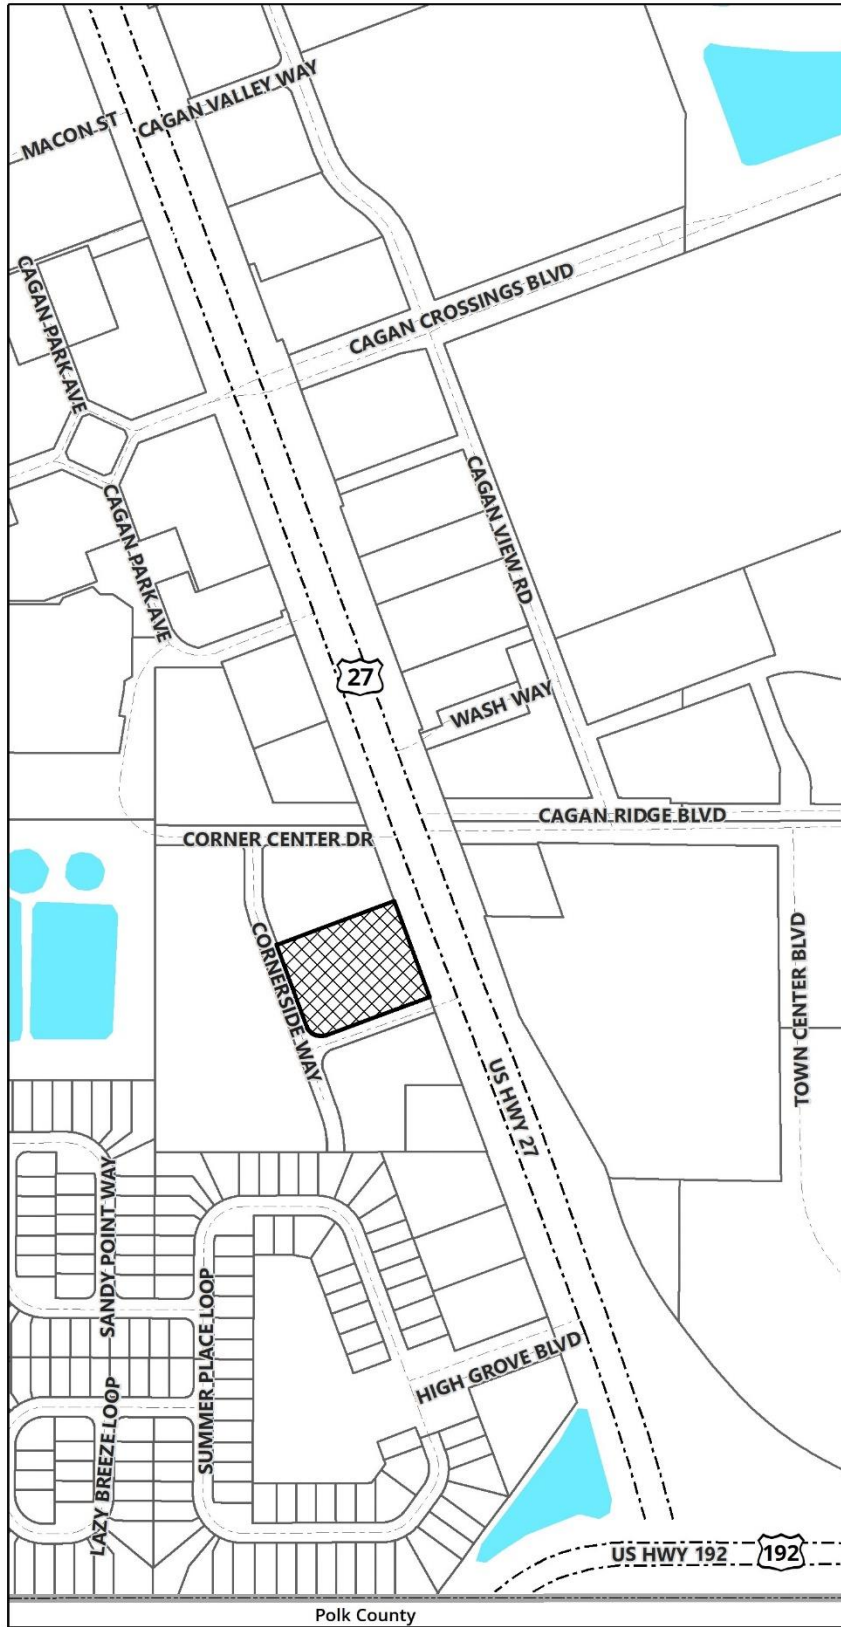 MACON ST
CAGAN VALLEY WAY
CAGAN PARK AVE
CAGAN CROSSINGS BLVD
CAGAN PARK AVE
CAGAN VIEW RD
27
WASH WAY
CAGAN RIDGE BLVD
CORNER CENTER DR
CORNERSIDE WAY
TOWN CENTER BLVD
US HWY 27
SANDY POINT WAY
SUMMER PLACE LOOP
HIGH GROVE BLVD
LAZY BREEZE LOOP
US HWY 192
192
Polk County